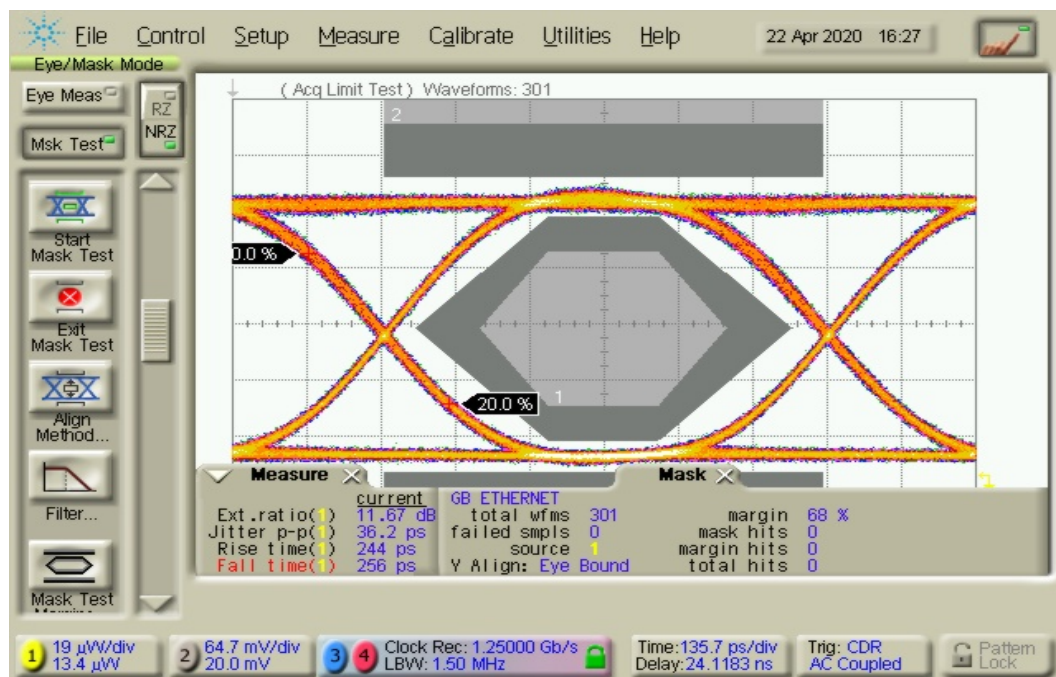 File Control Setup Measure Calibrate Utilities Help 22 Apr 2020 16:27
Eye/Mask Mode
Eye Meas
RZ
NRZ
Msk Test
Start
Mask Test
Exit
Mask Test
Align
Method...
Filter...
Mask Test
( Acq Limit Test ) Waveforms: 301
2
0.0 %
20.0 %
1
Measure
current
Ext.ratio(1) 11.67 dB
Jitter p-p(1) 36.2 ps
Rise time(1) 244 ps
Fall time(1) 256 ps
Mask
GB ETHERNET
total wfms 301 margin 68 %
failed smpls 0 mask hits 0
source 1 margin hits 0
Y Align: Eye Bound total hits 0
1 19 µW/div
13.4 µW
2 64.7 mV/div
20.0 mV
3 4 Clock Rec: 1.25000 Gb/s
LBW: 1.50 MHz
Time:135.7 ps/div
Delay:24.1183 ns
Trig: CDR
AC Coupled
Pattern
Lock